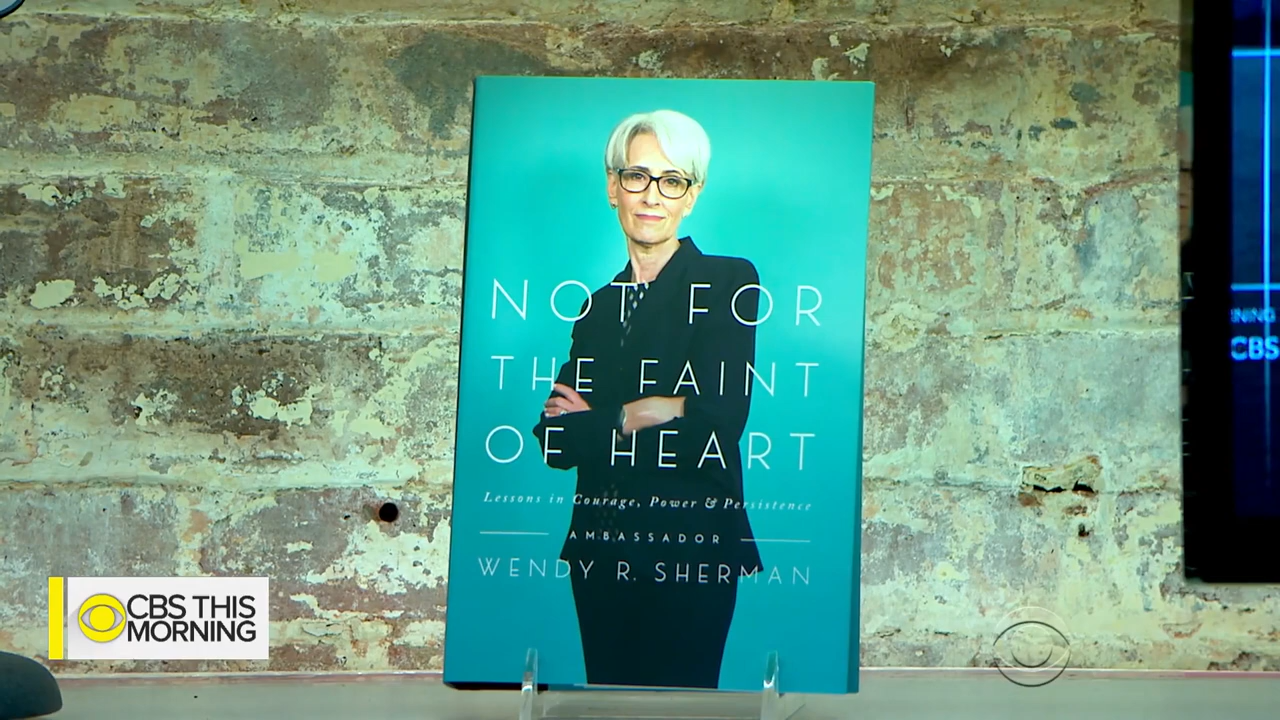 NOT FOR
THE FAINT
OF HEART
Lessons in Courage, Power & Persistence
AMBASSADOR
WENDY R. SHERMAN
CBS THIS
MORNING
CBS